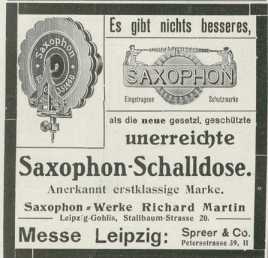 Es gibt nichts besseres,
Saxophon
SAXOPHON
Eingetragene Schutzmarke
als die neue gesetzl. geschützte
unerreichte
Saxophon-Schalldose.
Anerkannt erstklassige Marke.
Saxophon-Werke Richard Martin
Leipzig-Gohlis, Stallbaum-Strasse 20.
Messe Leipzig: Spreer & Co.
Petersstrasse 39, II